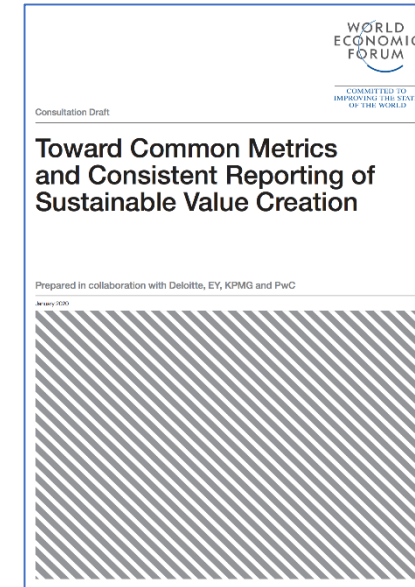 WORLD
ECONOMIC
FORUM
COMMITTED TO
IMPROVING THE STATE
OF THE WORLD
Consultation Draft
Toward Common Metrics
and Consistent Reporting of
Sustainable Value Creation
Prepared in collaboration with Deloitte, EY, KPMG and PwC
January 2020